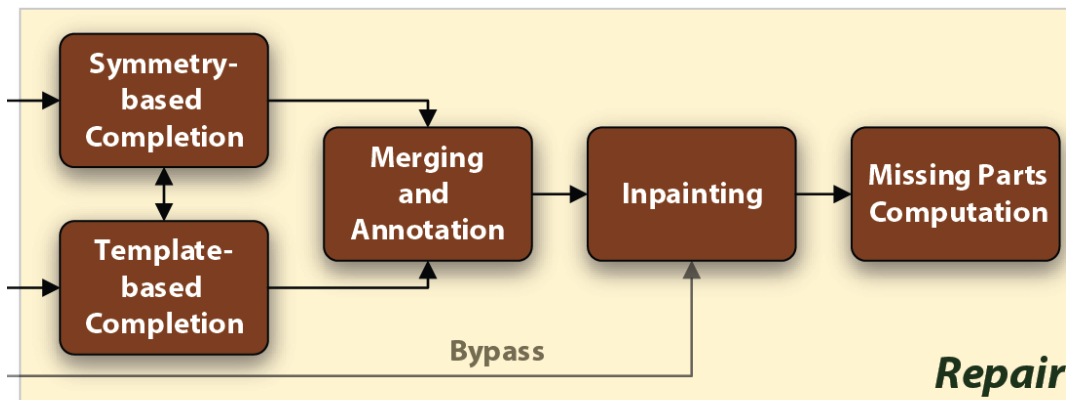 Symmetry-
based
Completion
Template-
based
Completion
Merging
and
Annotation
Inpainting
Missing Parts
Computation
Bypass
Repair